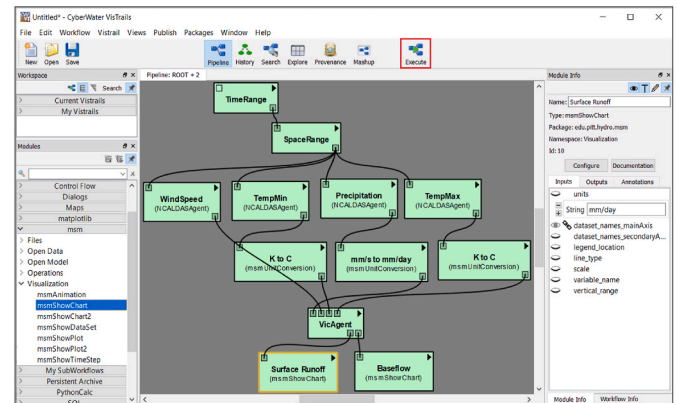 Untitled* - CyberWater VisTrails
File Edit Workflow Vistrail Views Publish Packages Window Help
New Open Save
Pipeline History Search Explore Provenance Mashup Execute
Workspace
Search
Current Vistrails
My Vistrails
Modules
Control Flow
Dialogs
Maps
matplotlib
msm
Files
Open Data
Open Model
Operations
Visualization
msmAnimation
msmShowChart
msmShowChart2
msmShowDataSet
msmShowPlot
msmShowPlot2
msmShowTimeStep
My SubWorkflows
Persistent Archive
PythonCalc
SQL
Pipeline: ROOT + 2
TimeRange
SpaceRange
WindSpeed
(NCALDASAgent)
TempMin
(NCALDASAgent)
Precipitation
(NCALDASAgent)
TempMax
(NCALDASAgent)
K to C
(msmUnitConversion)
mm/s to mm/day
(msmUnitConversion)
K to C
(msmUnitConversion)
VicAgent
Surface Runoff
(msmShowChart)
Baseflow
(msmShowChart)
Module Info
Name: Surface Runoff
Type: msmShowChart
Package: edu.pitt.hydro.msm
Namespace: Visualization
Id: 10
Configure Documentation
Inputs Outputs Annotations
units
String mm/day
dataset_names_mainAxis
dataset_names_secondaryA...
legend_location
line_type
scale
variable_name
vertical_range
Module Info Workflow Info